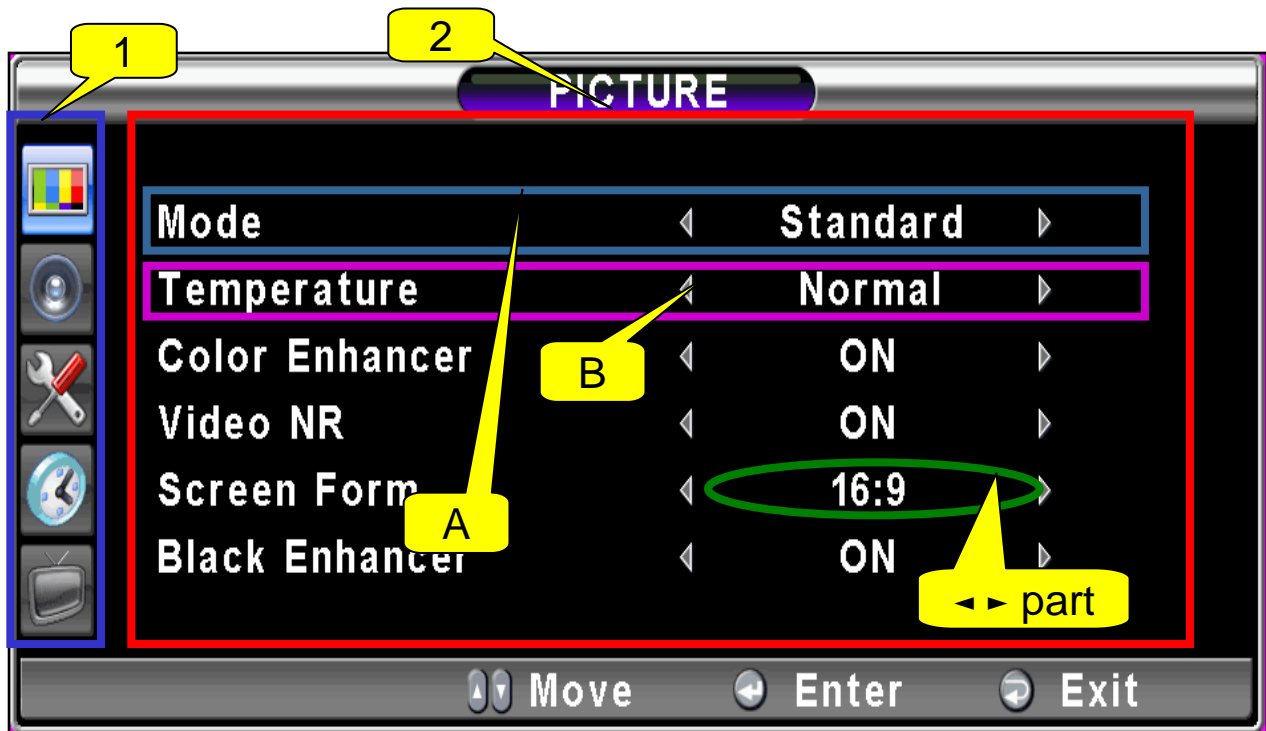 1
2
PICTURE
Mode Standard
Temperature Normal
Color Enhancer ON
B
Video NR ON
Screen Form 16:9
A
Black Enhancer ON
◄ ► part
Move Enter Exit